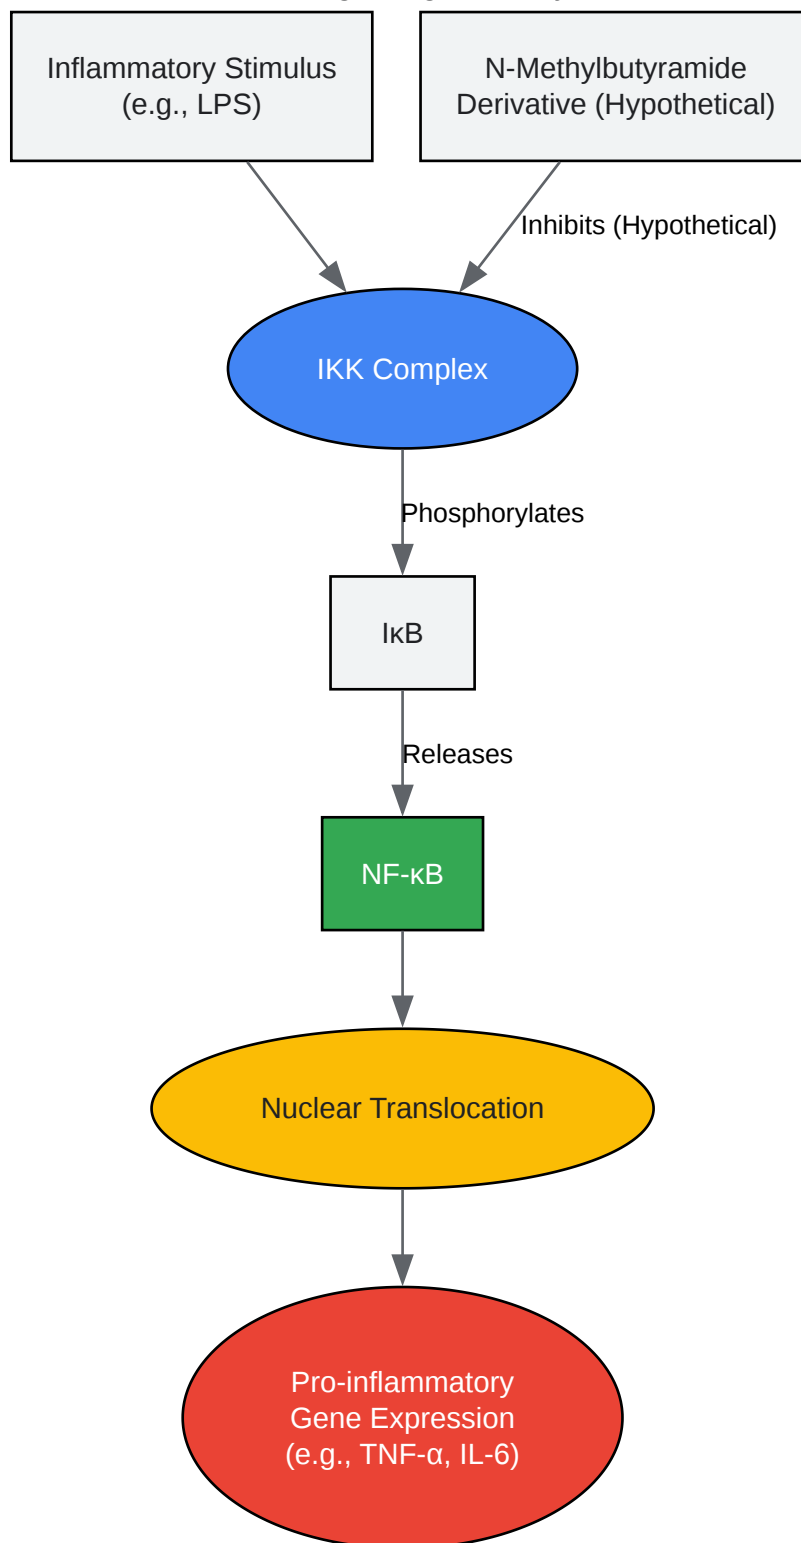 Inflammatory Stimulus
(e.g., LPS)
N-Methylbutyramide
Derivative (Hypothetical)
Inhibits (Hypothetical)
IKK Complex
Phosphorylates
IκB
Releases
NF-κB
Nuclear Translocation
Pro-inflammatory
Gene Expression
(e.g., TNF-α, IL-6)